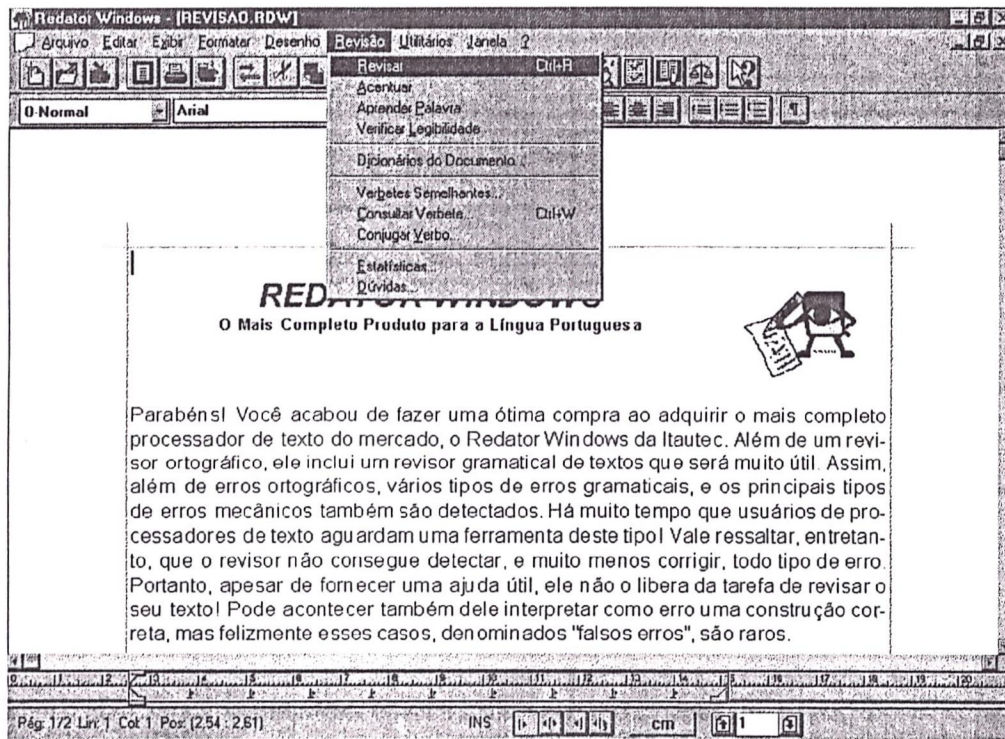 Redator Windows - [REVISAO.RDW]
Arquivo Editar Exibir Formatar Desenho Revisão Utilitários Janela ?
Revisar Ctrl+R
Acentuar
Aprender Palavra
Verificar Legibilidade
Dicionários do Documento...
Verbetes Semelhantes...
Consultar Verbete... Ctrl+W
Conjugar Verbo...
Estatísticas...
Dúvidas...
0-Normal Arial
REDATOR WINDOWS
O Mais Completo Produto para a Língua Portuguesa
Parabéns! Você acabou de fazer uma ótima compra ao adquirir o mais completo
processador de texto do mercado, o Redator Windows da Itautec. Além de um revi-
sor ortográfico, ele inclui um revisor gramatical de textos que será muito útil. Assim,
além de erros ortográficos, vários tipos de erros gramaticais, e os principais tipos
de erros mecânicos também são detectados. Há muito tempo que usuários de pro-
cessadores de texto aguardam uma ferramenta deste tipo! Vale ressaltar, entretan-
to, que o revisor não consegue detectar, e muito menos corrigir, todo tipo de erro.
Portanto, apesar de fornecer uma ajuda útil, ele não o libera da tarefa de revisar o
seu texto! Pode acontecer também dele interpretar como erro uma construção cor-
reta, mas felizmente esses casos, denominados "falsos erros", são raros.
Pág: 1/2 Lin: 1 Col: 1 Pos: (2,54 : 2,61) INS cm 1